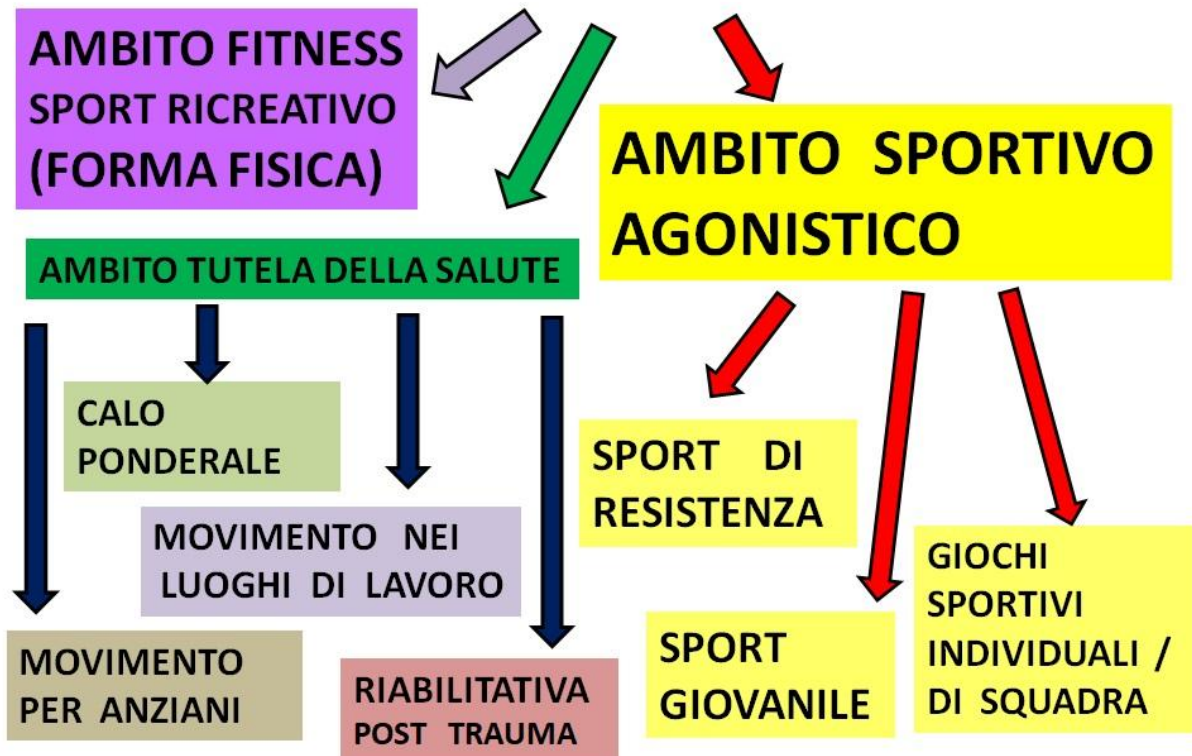 AMBITO FITNESS
SPORT RICREATIVO
(FORMA FISICA)
AMBITO SPORTIVO
AGONISTICO
AMBITO TUTELA DELLA SALUTE
CALO
PONDERALE
MOVIMENTO NEI
LUOGHI DI LAVORO
MOVIMENTO
PER ANZIANI
RIABILITATIVA
POST TRAUMA
SPORT DI
RESISTENZA
SPORT
GIOVANILE
GIOCHI
SPORTIVI
INDIVIDUALI /
DI SQUADRA